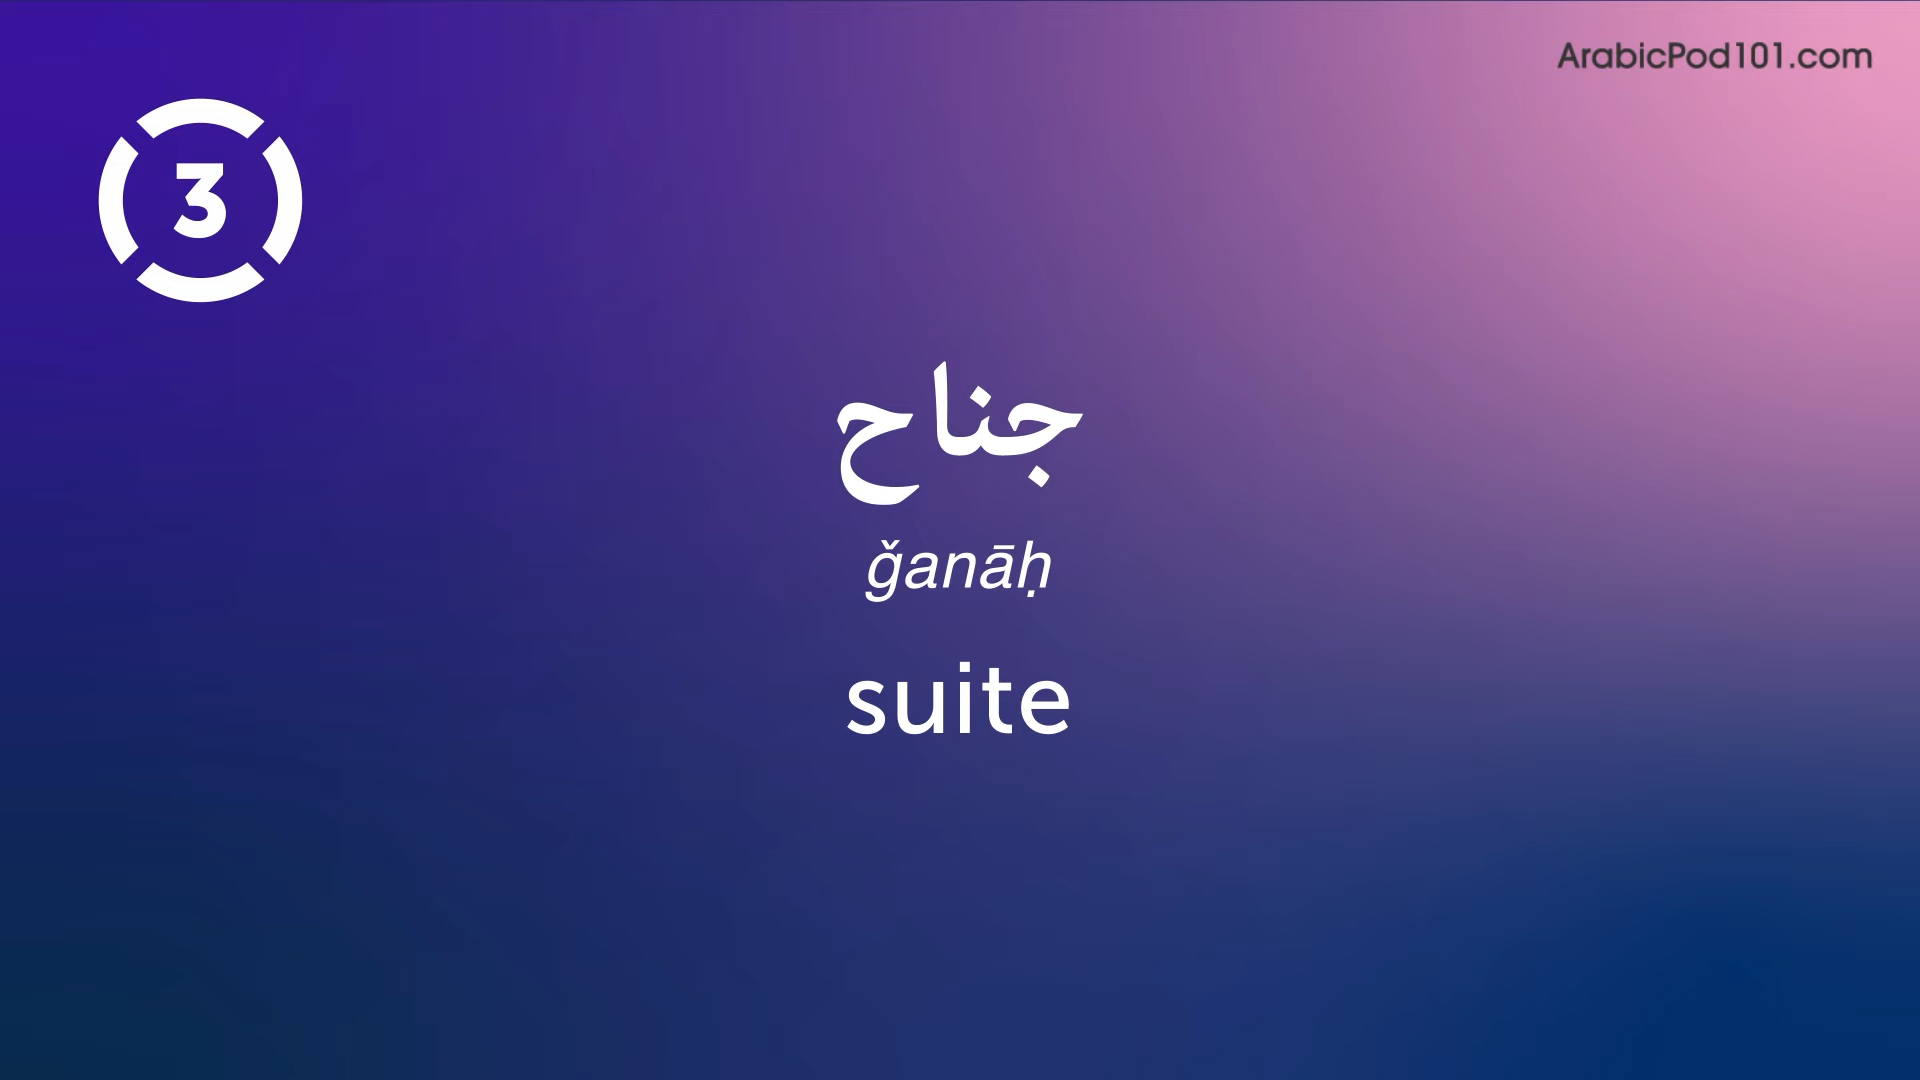 ArabicPod101.com
3
جناح
ğanāḥ
suite